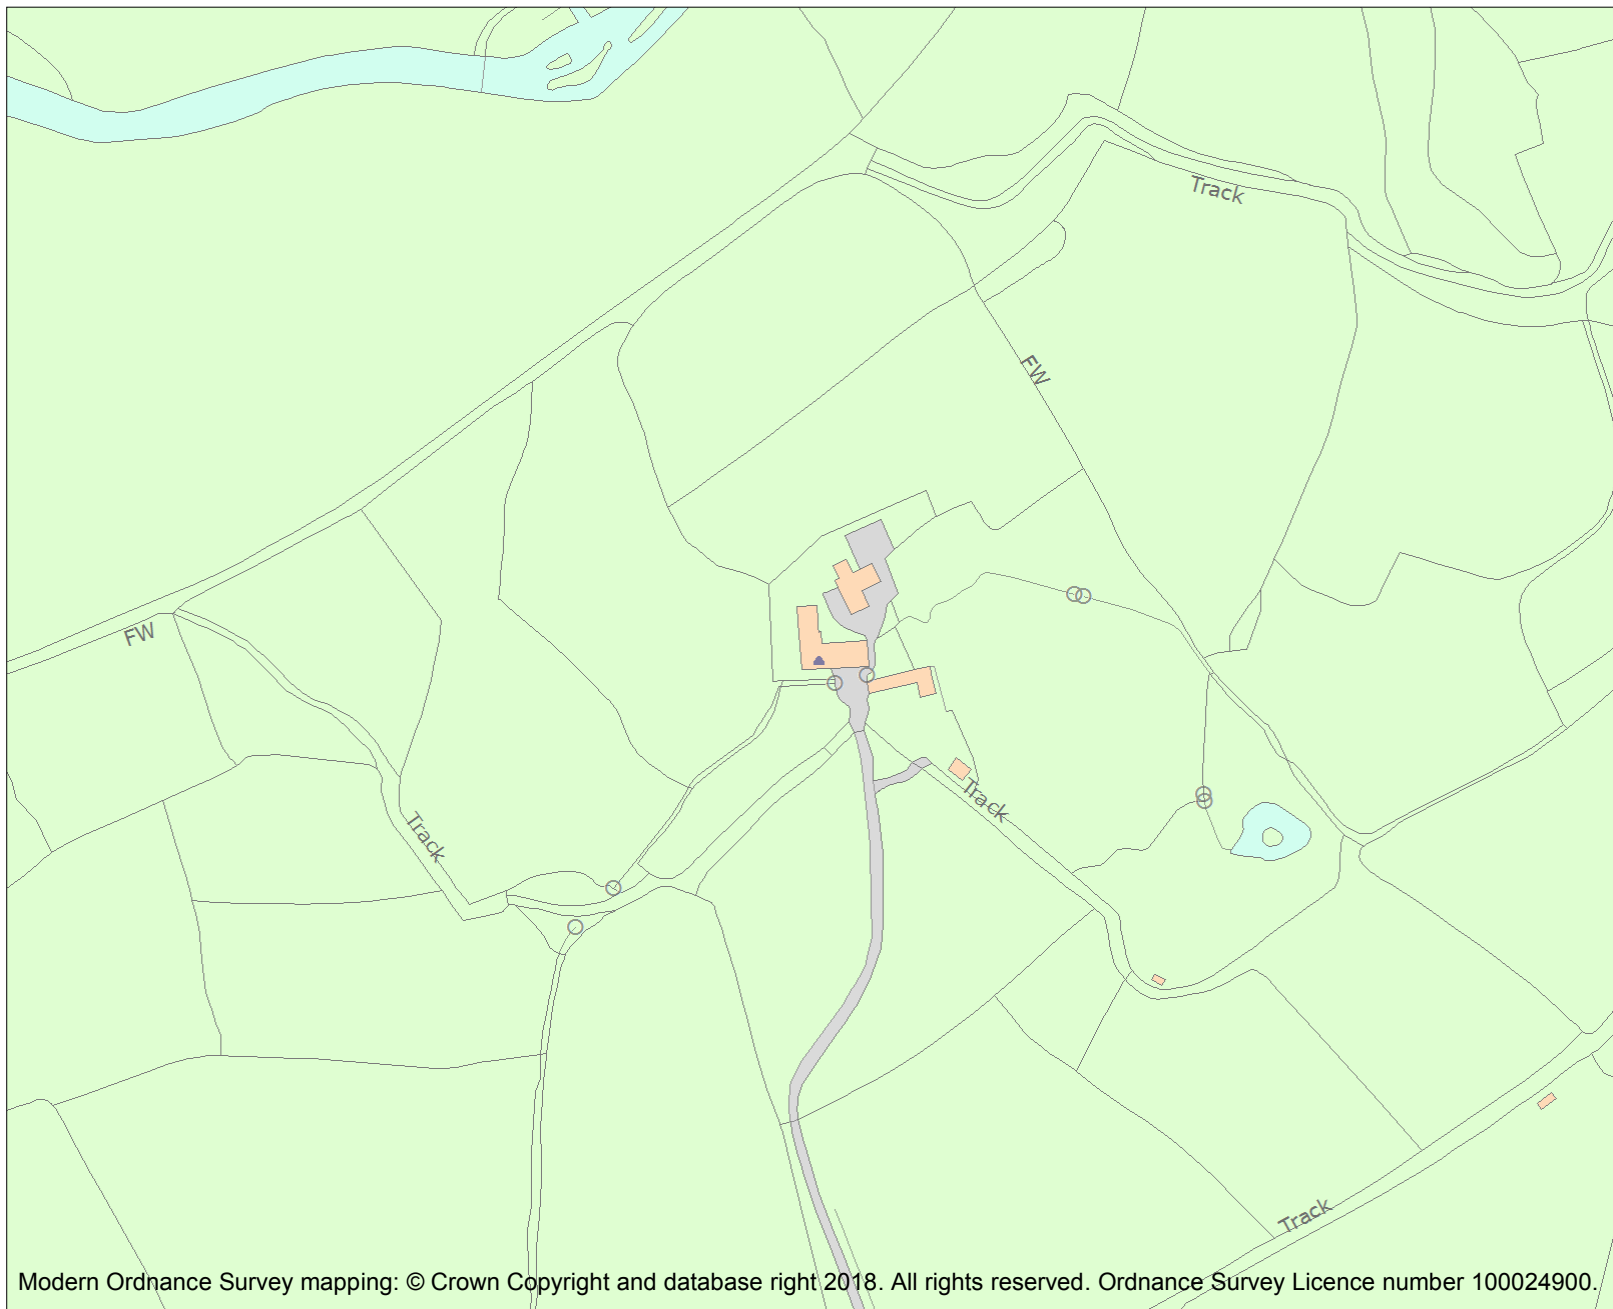 Track
FW
FW
Track
Track
Track
Modern Ordnance Survey mapping: © Crown Copyright and database right 2018. All rights reserved. Ordnance Survey Licence number 100024900.